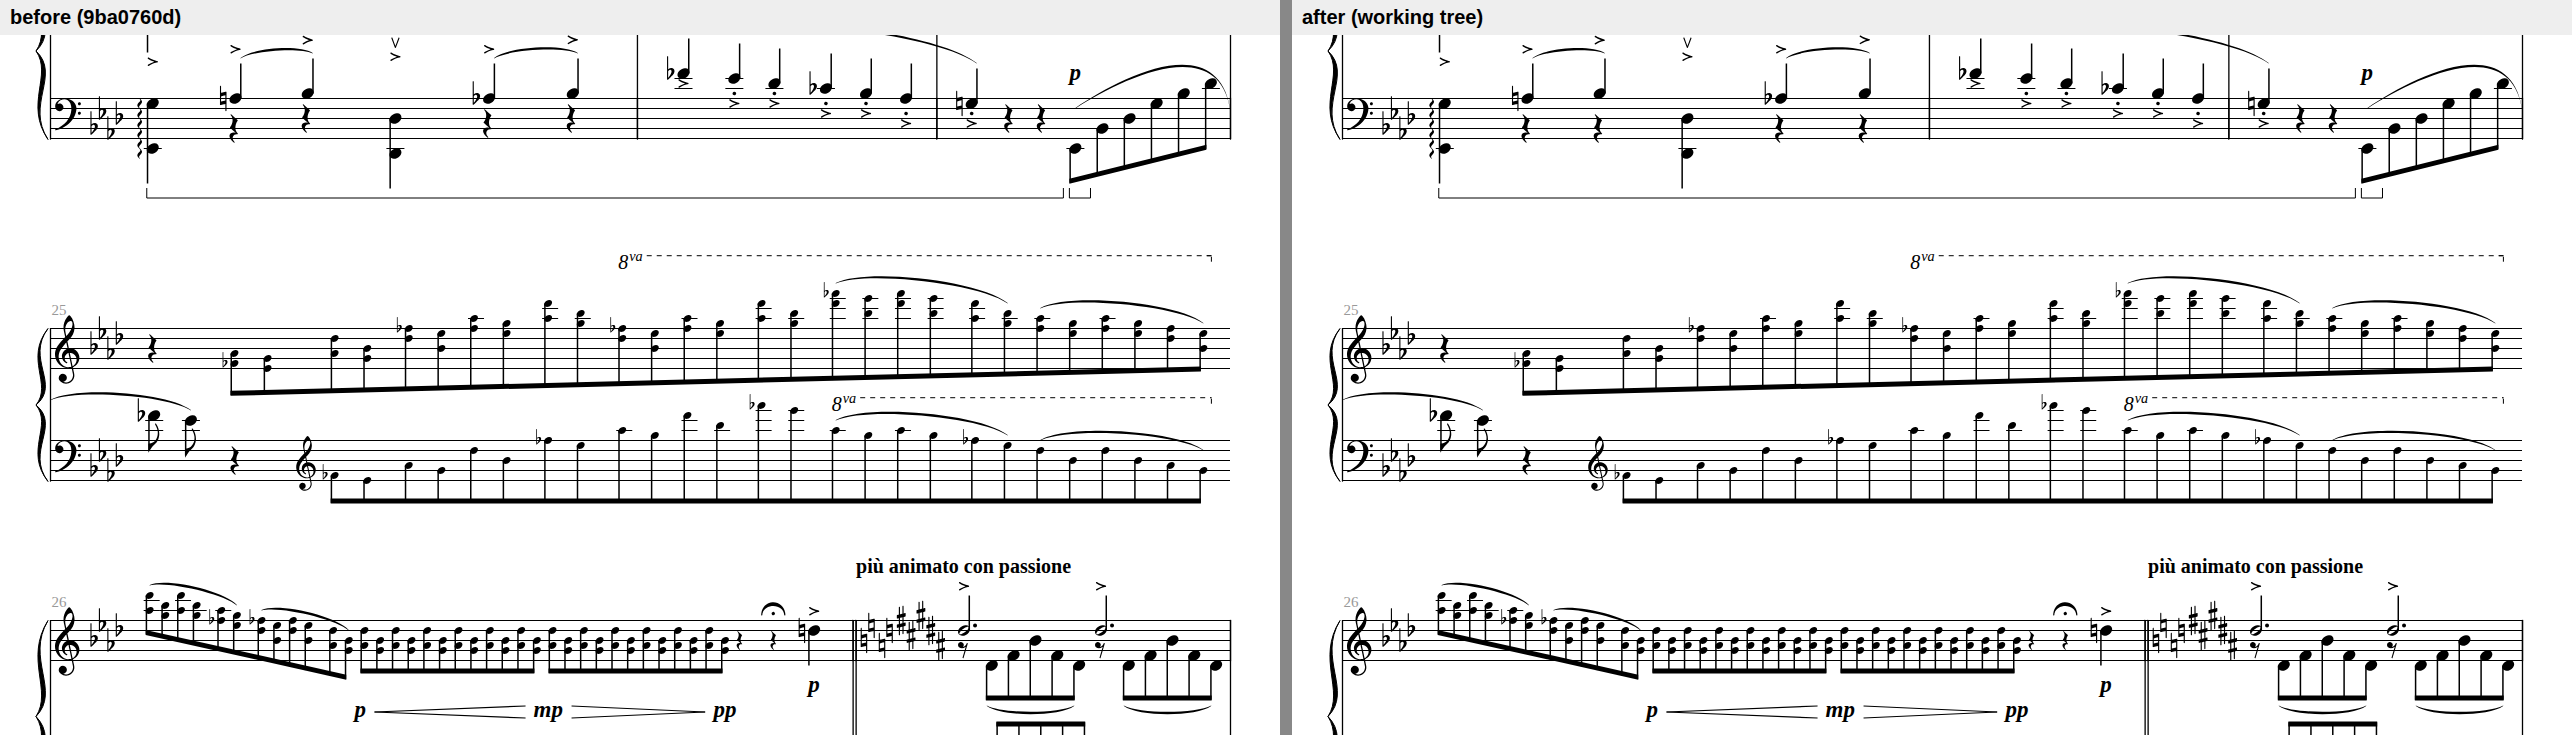 before (9ba0760d)
p
8va
25
8va
più animato con passione
26
p
p mp pp
after (working tree)
p
8va
25
8va
più animato con passione
26
p
p mp pp